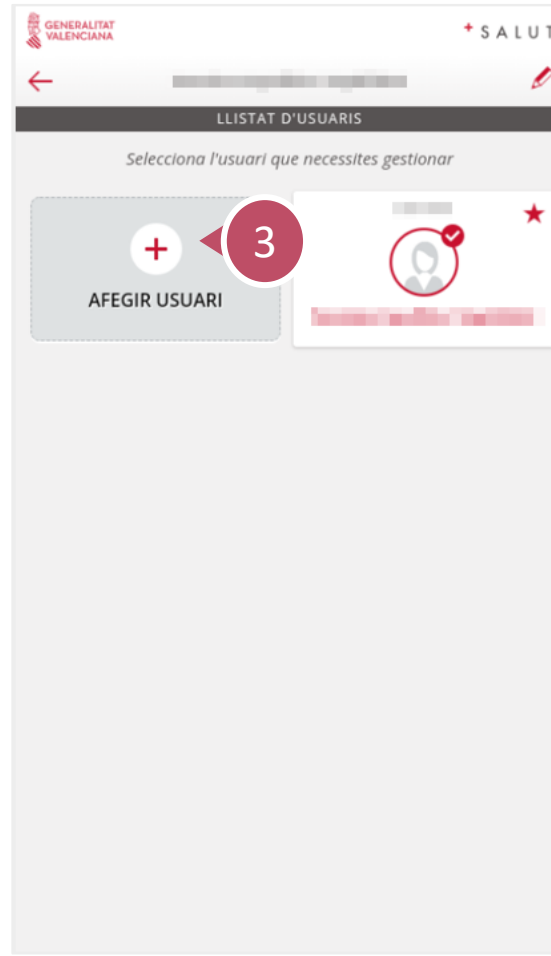 GENERALITAT
VALENCIANA
+SALUT
LLISTAT D'USUARIS
Selecciona l'usuari que necessites gestionar
3
AFEGIR USUARI